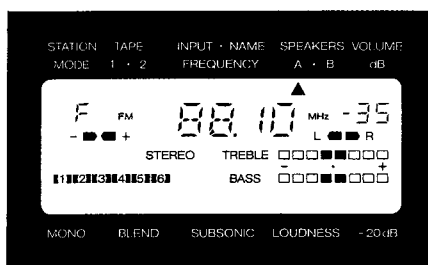 STATION TAPE INPUT · NAME SPEAKERS VOLUME
MODE 1 · 2 FREQUENCY A · B dB
F FM 88.10 MHz -35
- + L R
STEREO TREBLE
- · +
[1][2][3][4][5][6] BASS
MONO BLEND SUBSONIC LOUDNESS -20dB